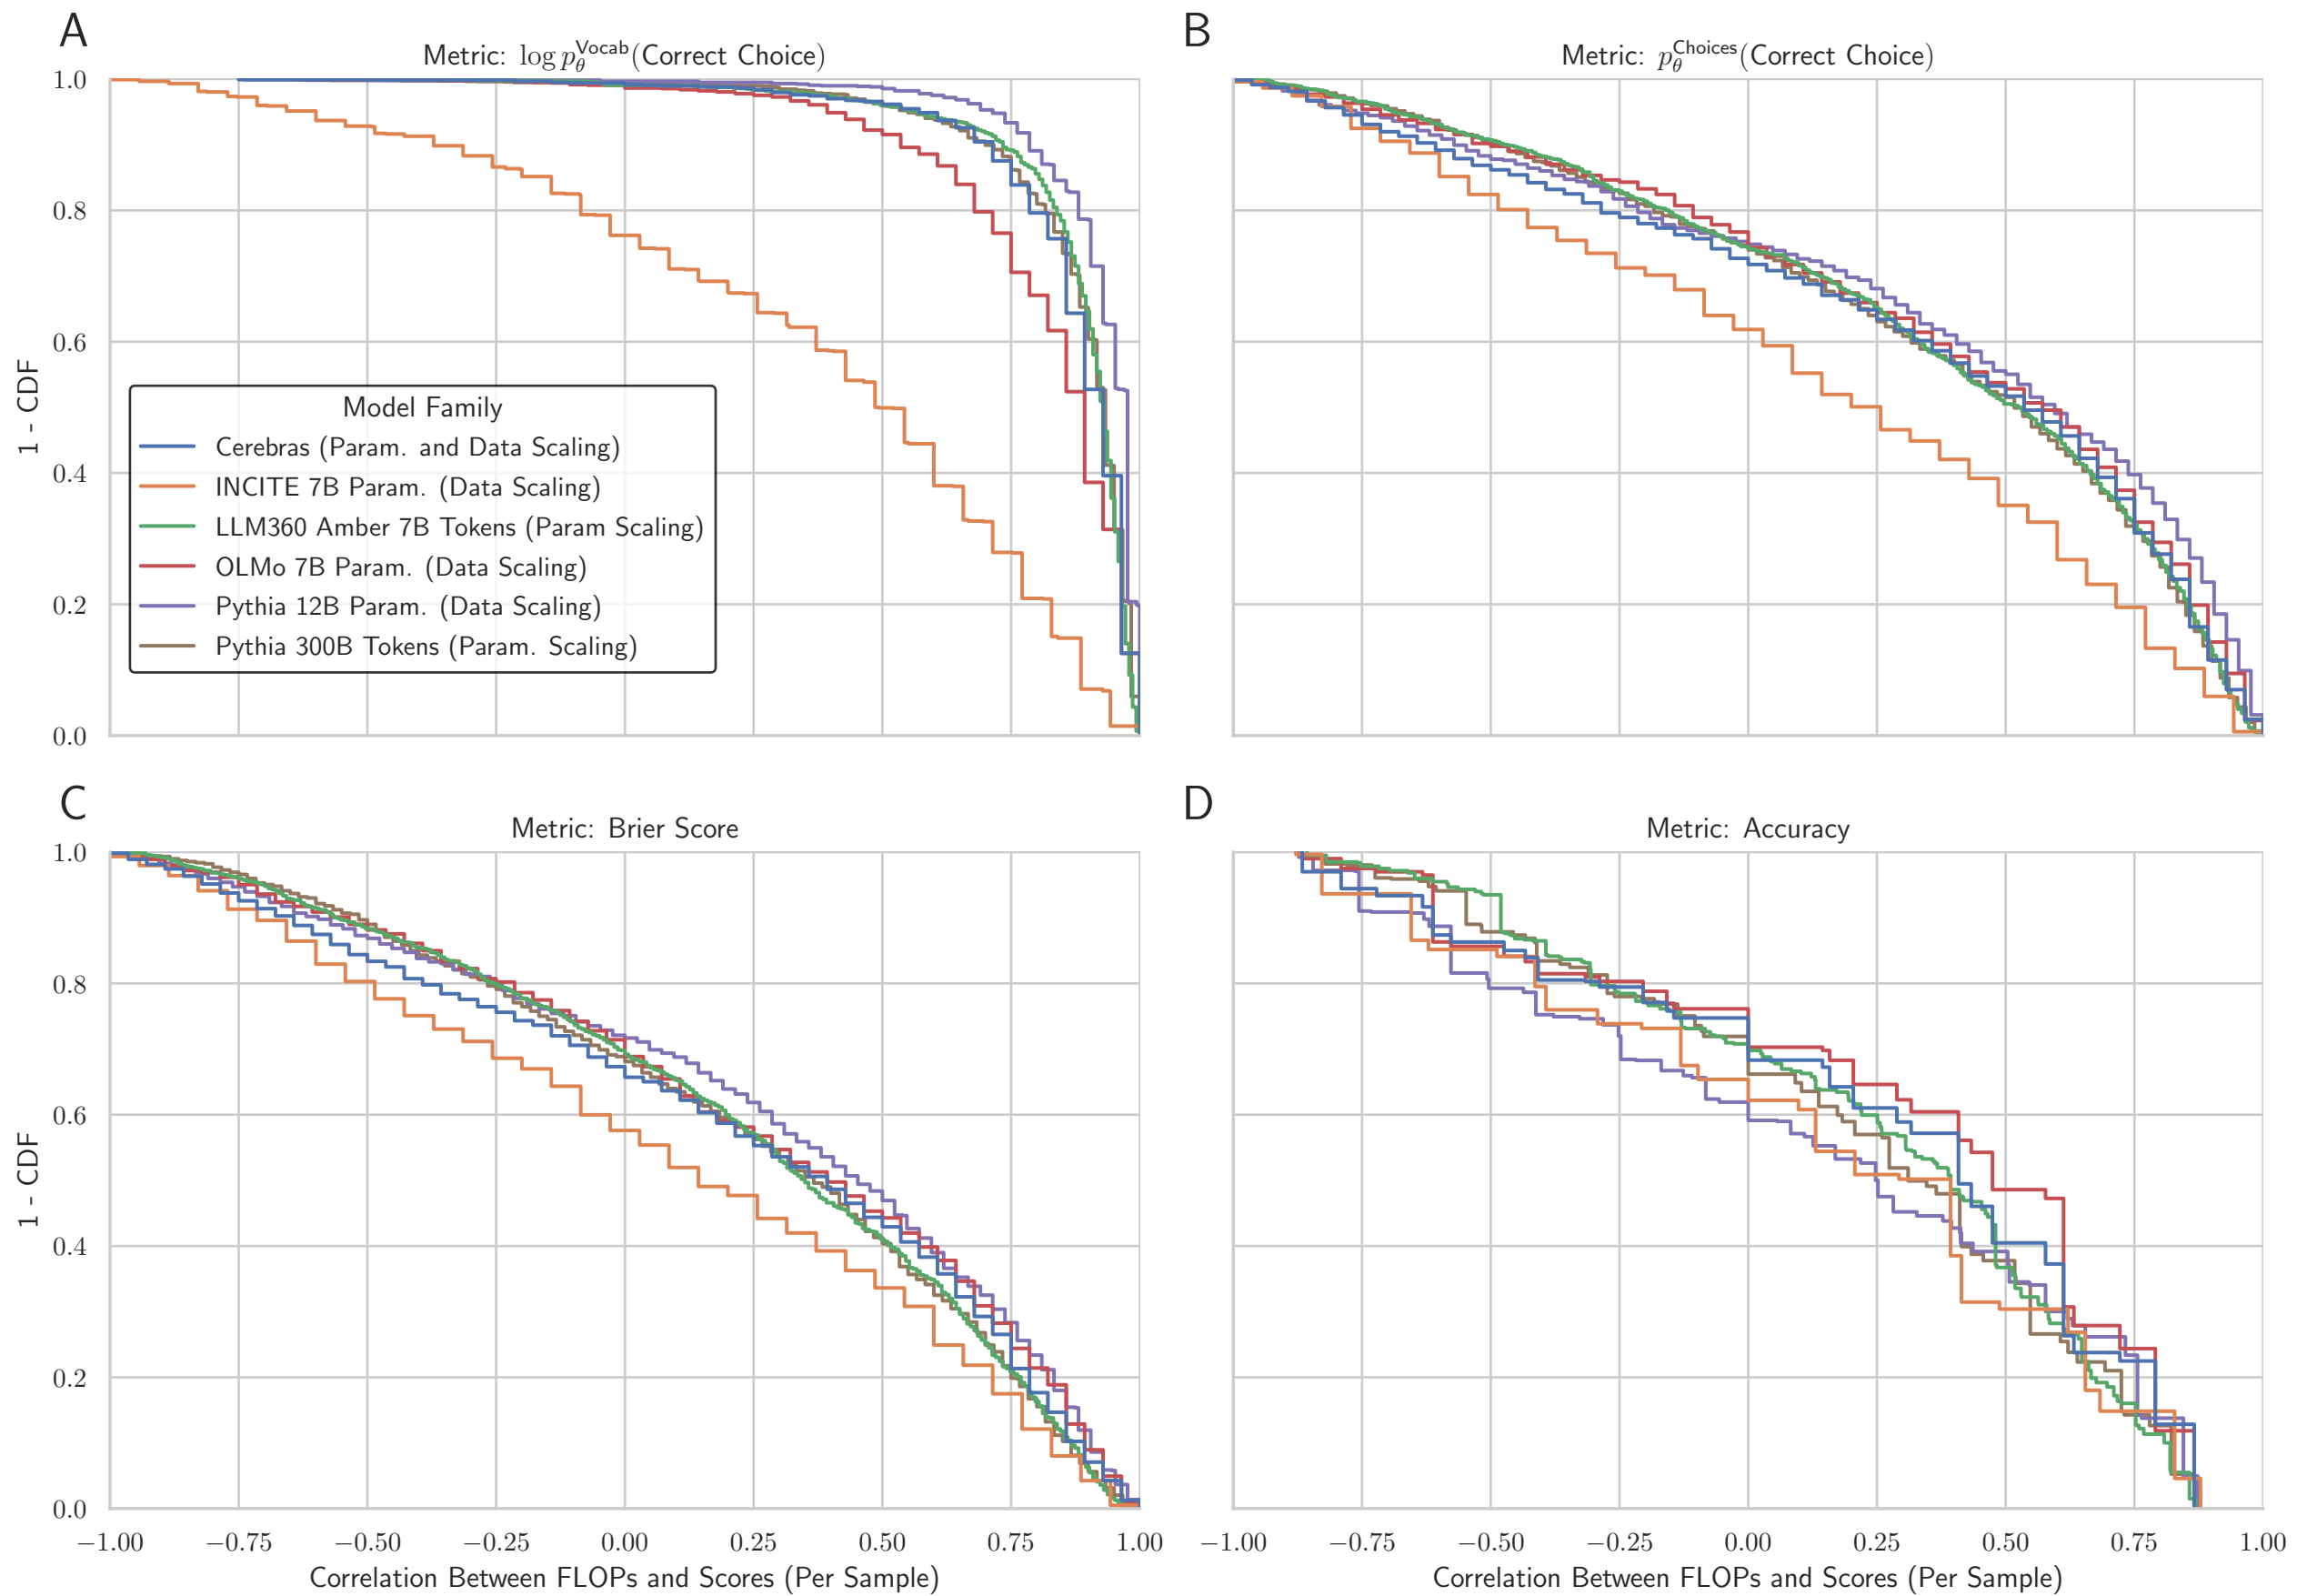 A
Metric: log p_θ^Vocab(Correct Choice)
B
Metric: p_θ^Choices(Correct Choice)
1.0
0.8
0.6
0.4
0.2
0.0
1 - CDF
Model Family
Cerebras (Param. and Data Scaling)
INCITE 7B Param. (Data Scaling)
LLM360 Amber 7B Tokens (Param Scaling)
OLMo 7B Param. (Data Scaling)
Pythia 12B Param. (Data Scaling)
Pythia 300B Tokens (Param. Scaling)
C
Metric: Brier Score
D
Metric: Accuracy
1.0
0.8
0.6
0.4
0.2
0.0
1 - CDF
−1.00 −0.75 −0.50 −0.25 0.00 0.25 0.50 0.75 1.00
Correlation Between FLOPs and Scores (Per Sample)
−1.00 −0.75 −0.50 −0.25 0.00 0.25 0.50 0.75 1.00
Correlation Between FLOPs and Scores (Per Sample)